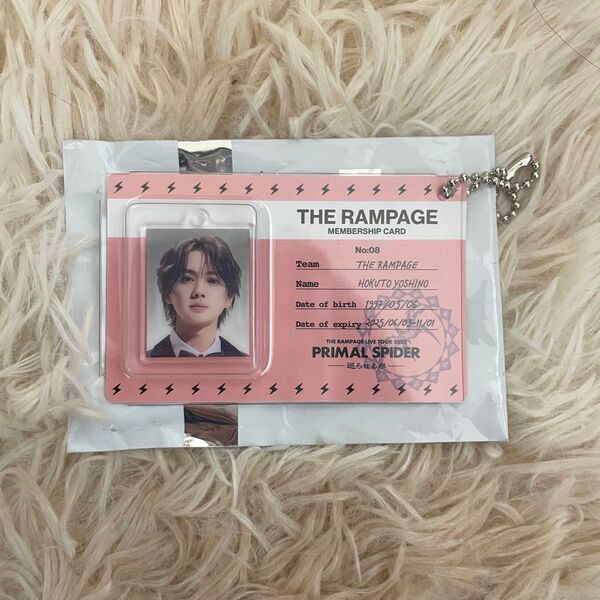 THE RAMPAGE
MEMBERSHIP CARD
No:08
Team THE RAMPAGE
Name HOKUTO YOSHINO
Date of birth 1997/03/06
Date of expiry 2025/06/03-11/01
THE RAMPAGE LIVE TOUR 2025
PRIMAL SPIDER